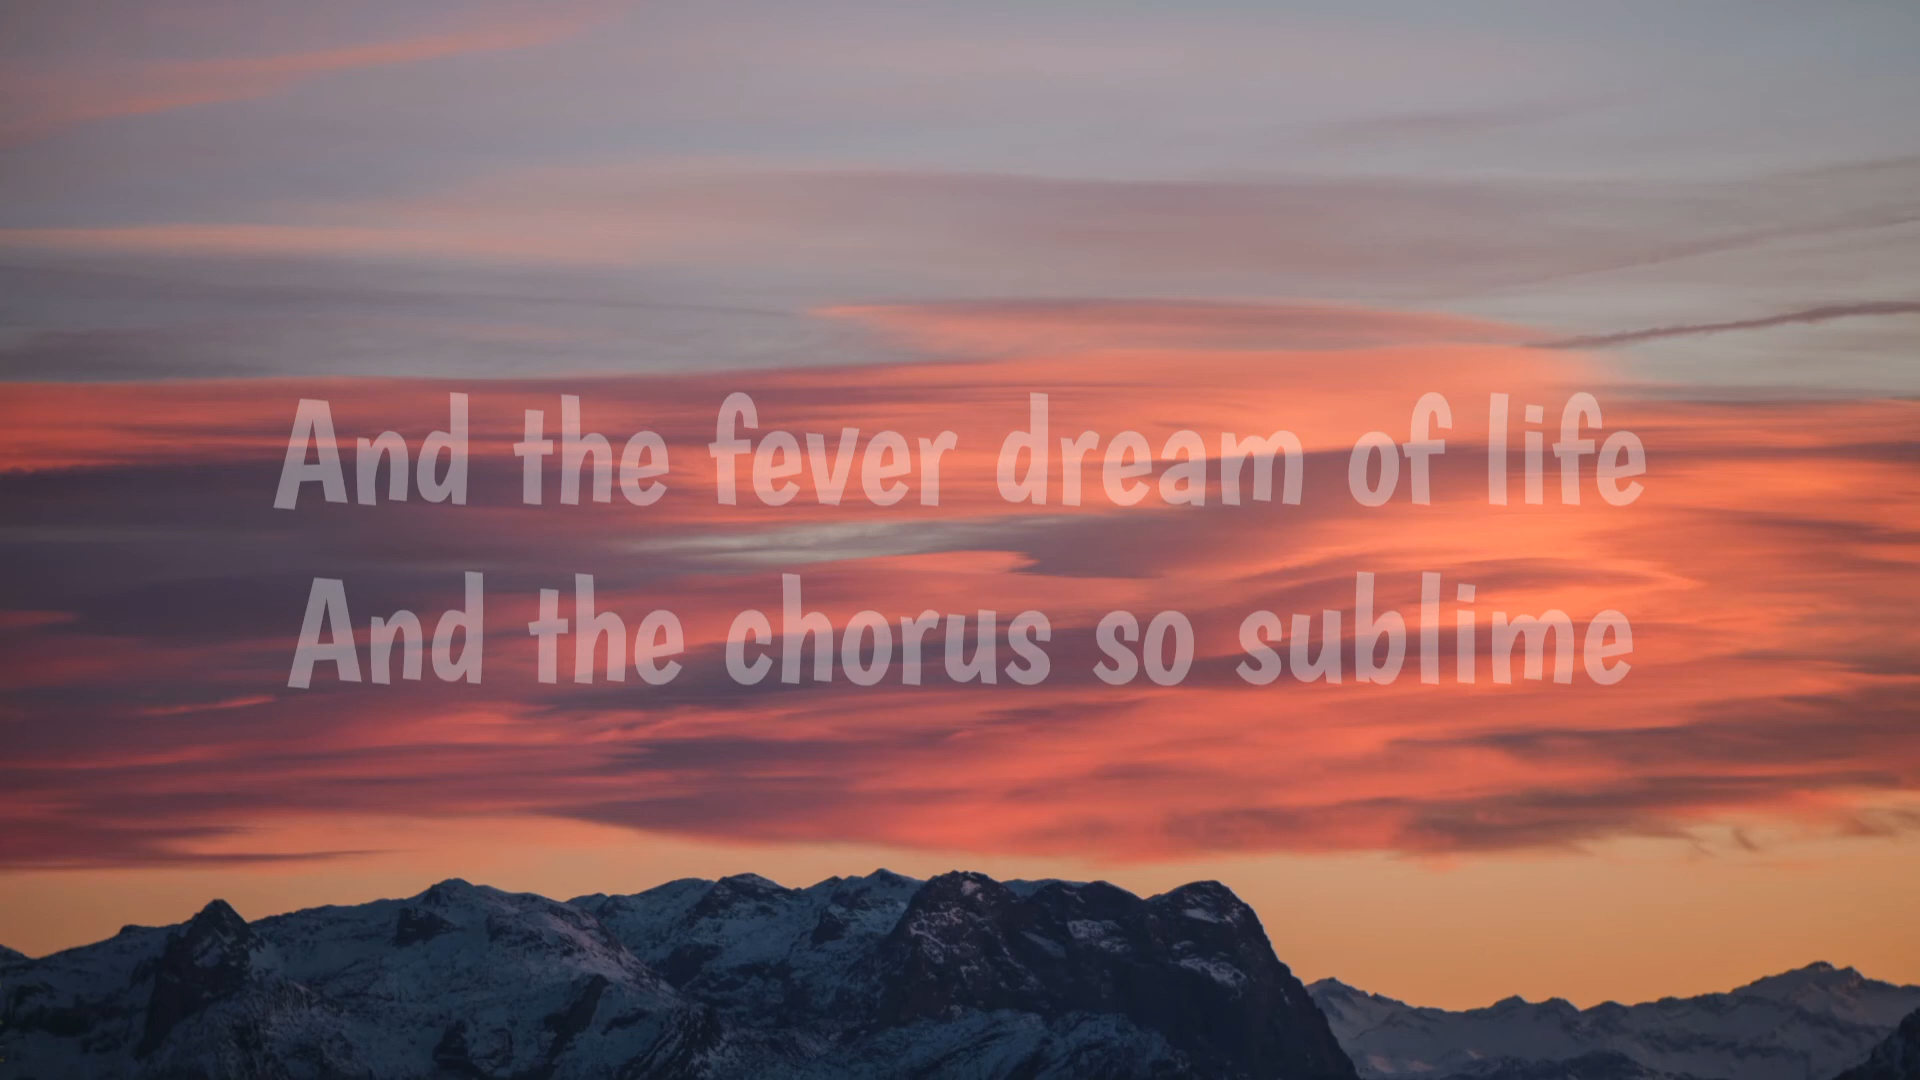 And the fever dream of life
And the chorus so sublime